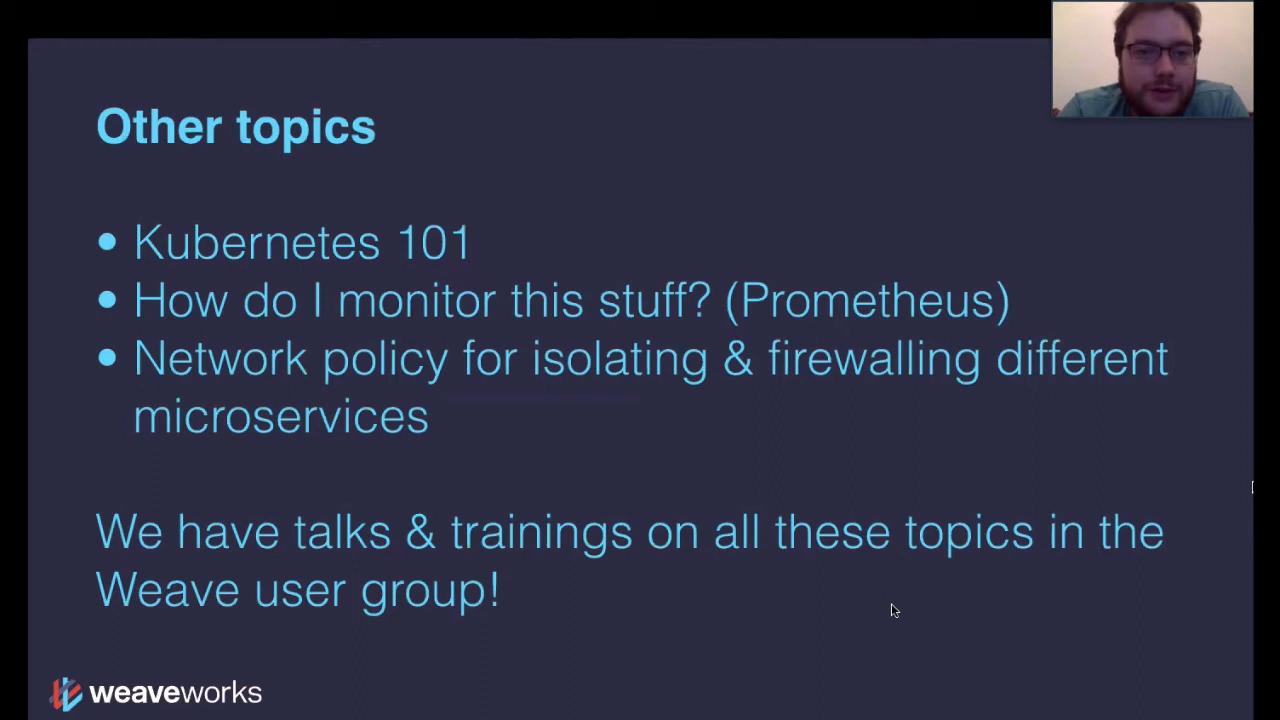 Other topics
• Kubernetes 101
• How do I monitor this stuff? (Prometheus)
• Network policy for isolating & firewalling different
microservices
We have talks & trainings on all these topics in the
Weave user group!
weaveworks